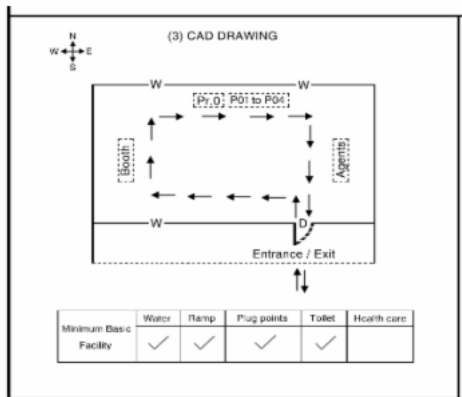 (3) CAD DRAWING
N
W E
S
W W
Pr.0 P01 to P04
Booth
Agents
W D
Entrance / Exit
Minimum Basic Facility Water Ramp Plug points Toilet Health care
✓ ✓ ✓ ✓